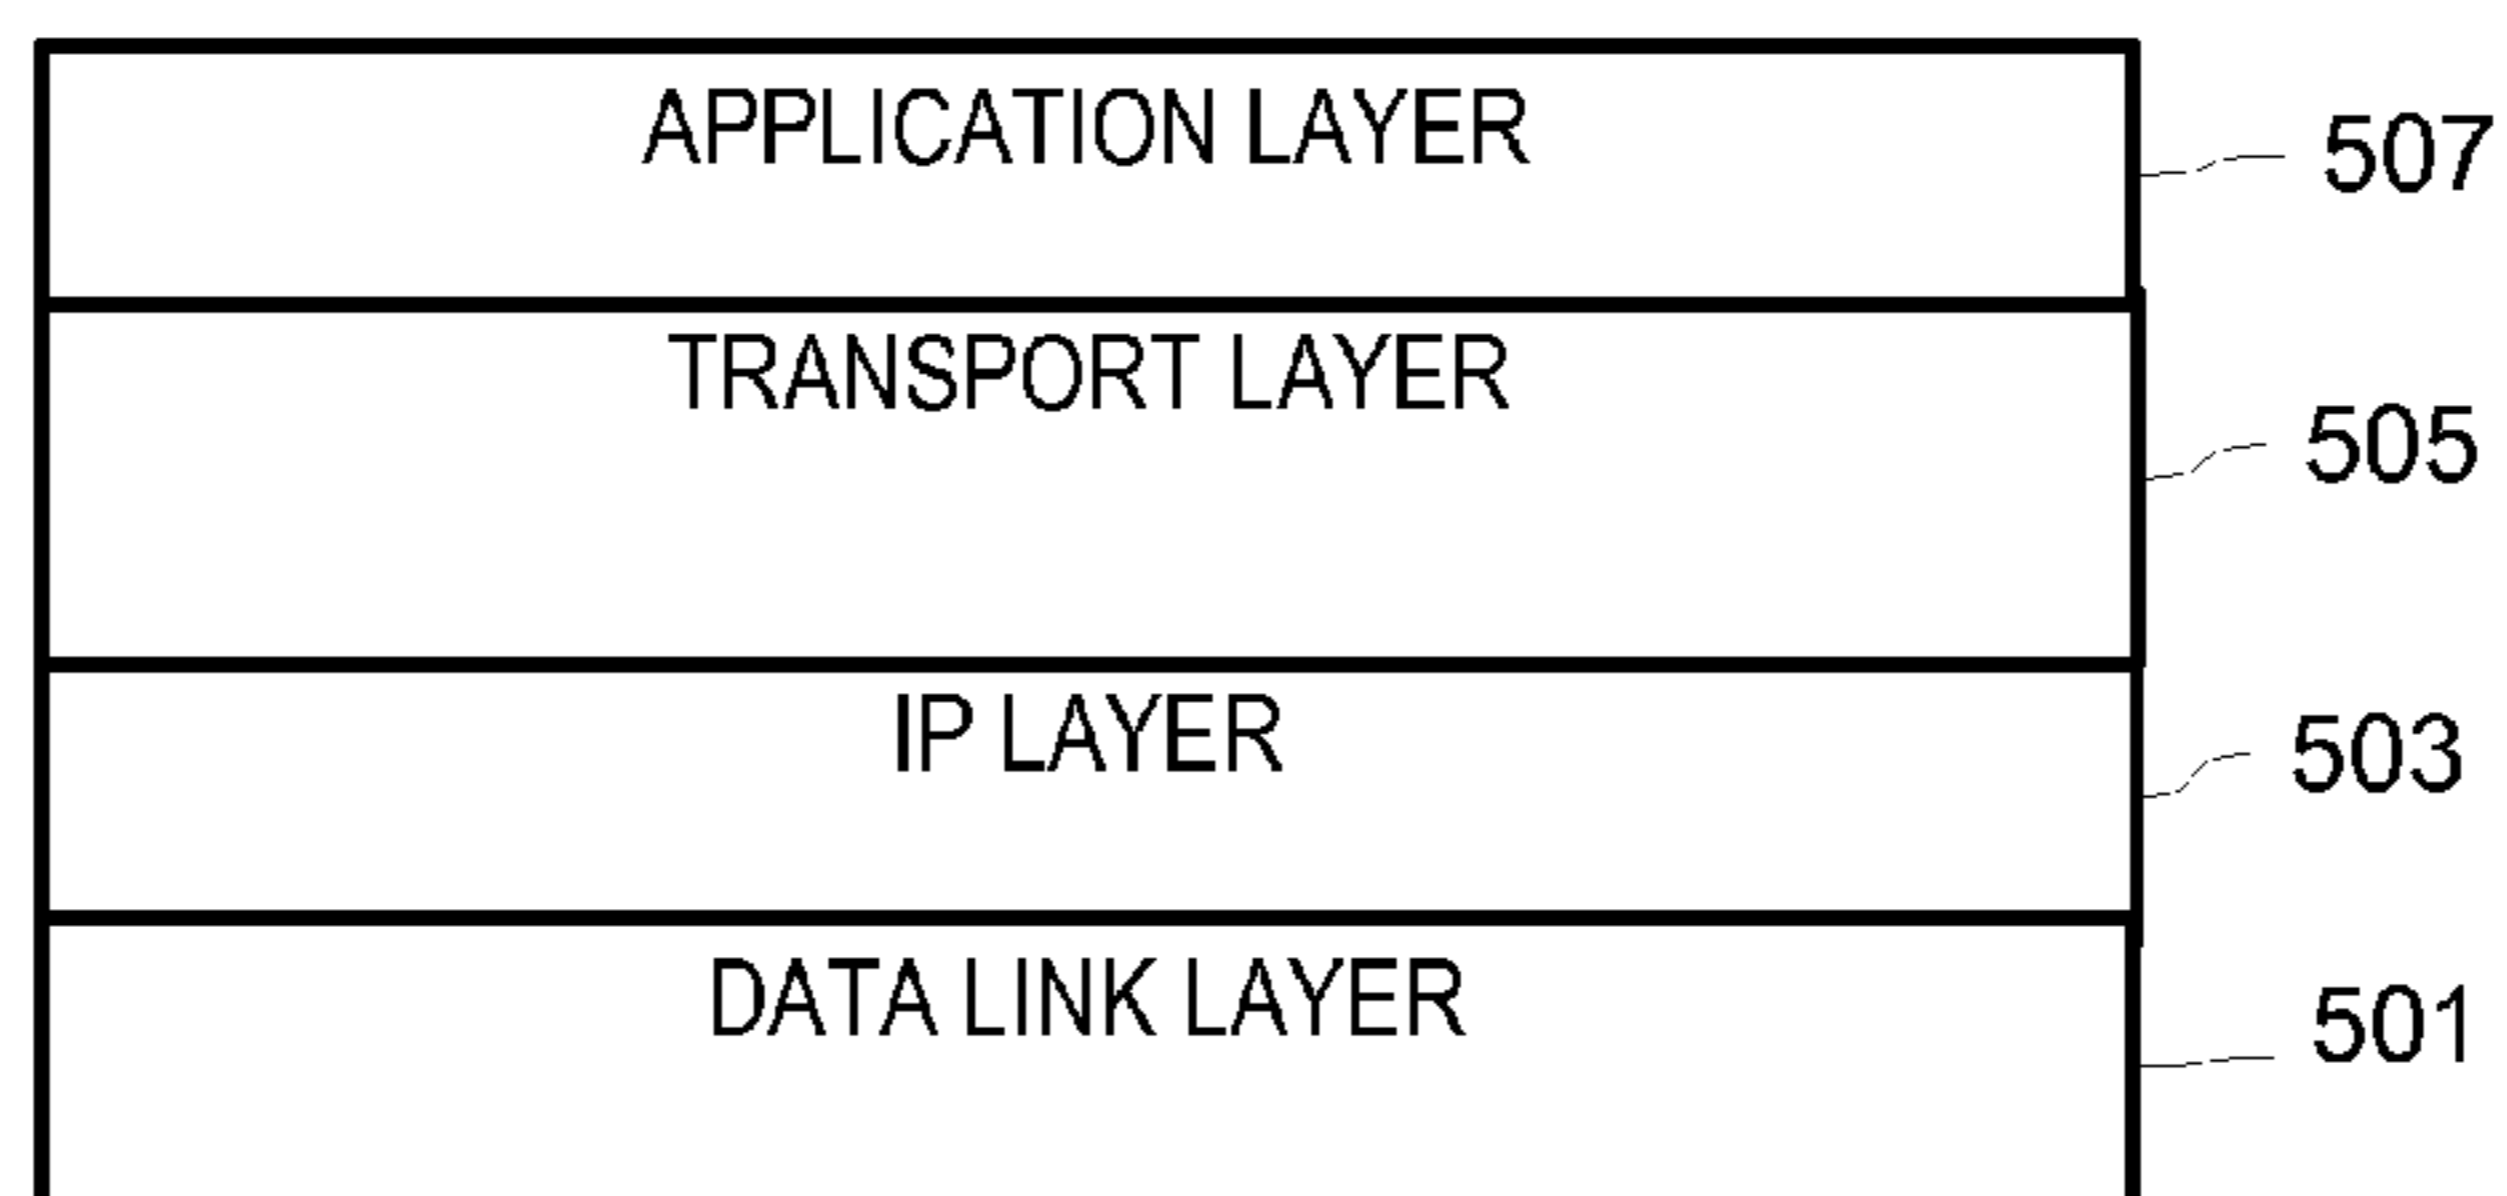 APPLICATION LAYER
507
TRANSPORT LAYER
505
IP LAYER
503
DATA LINK LAYER
501